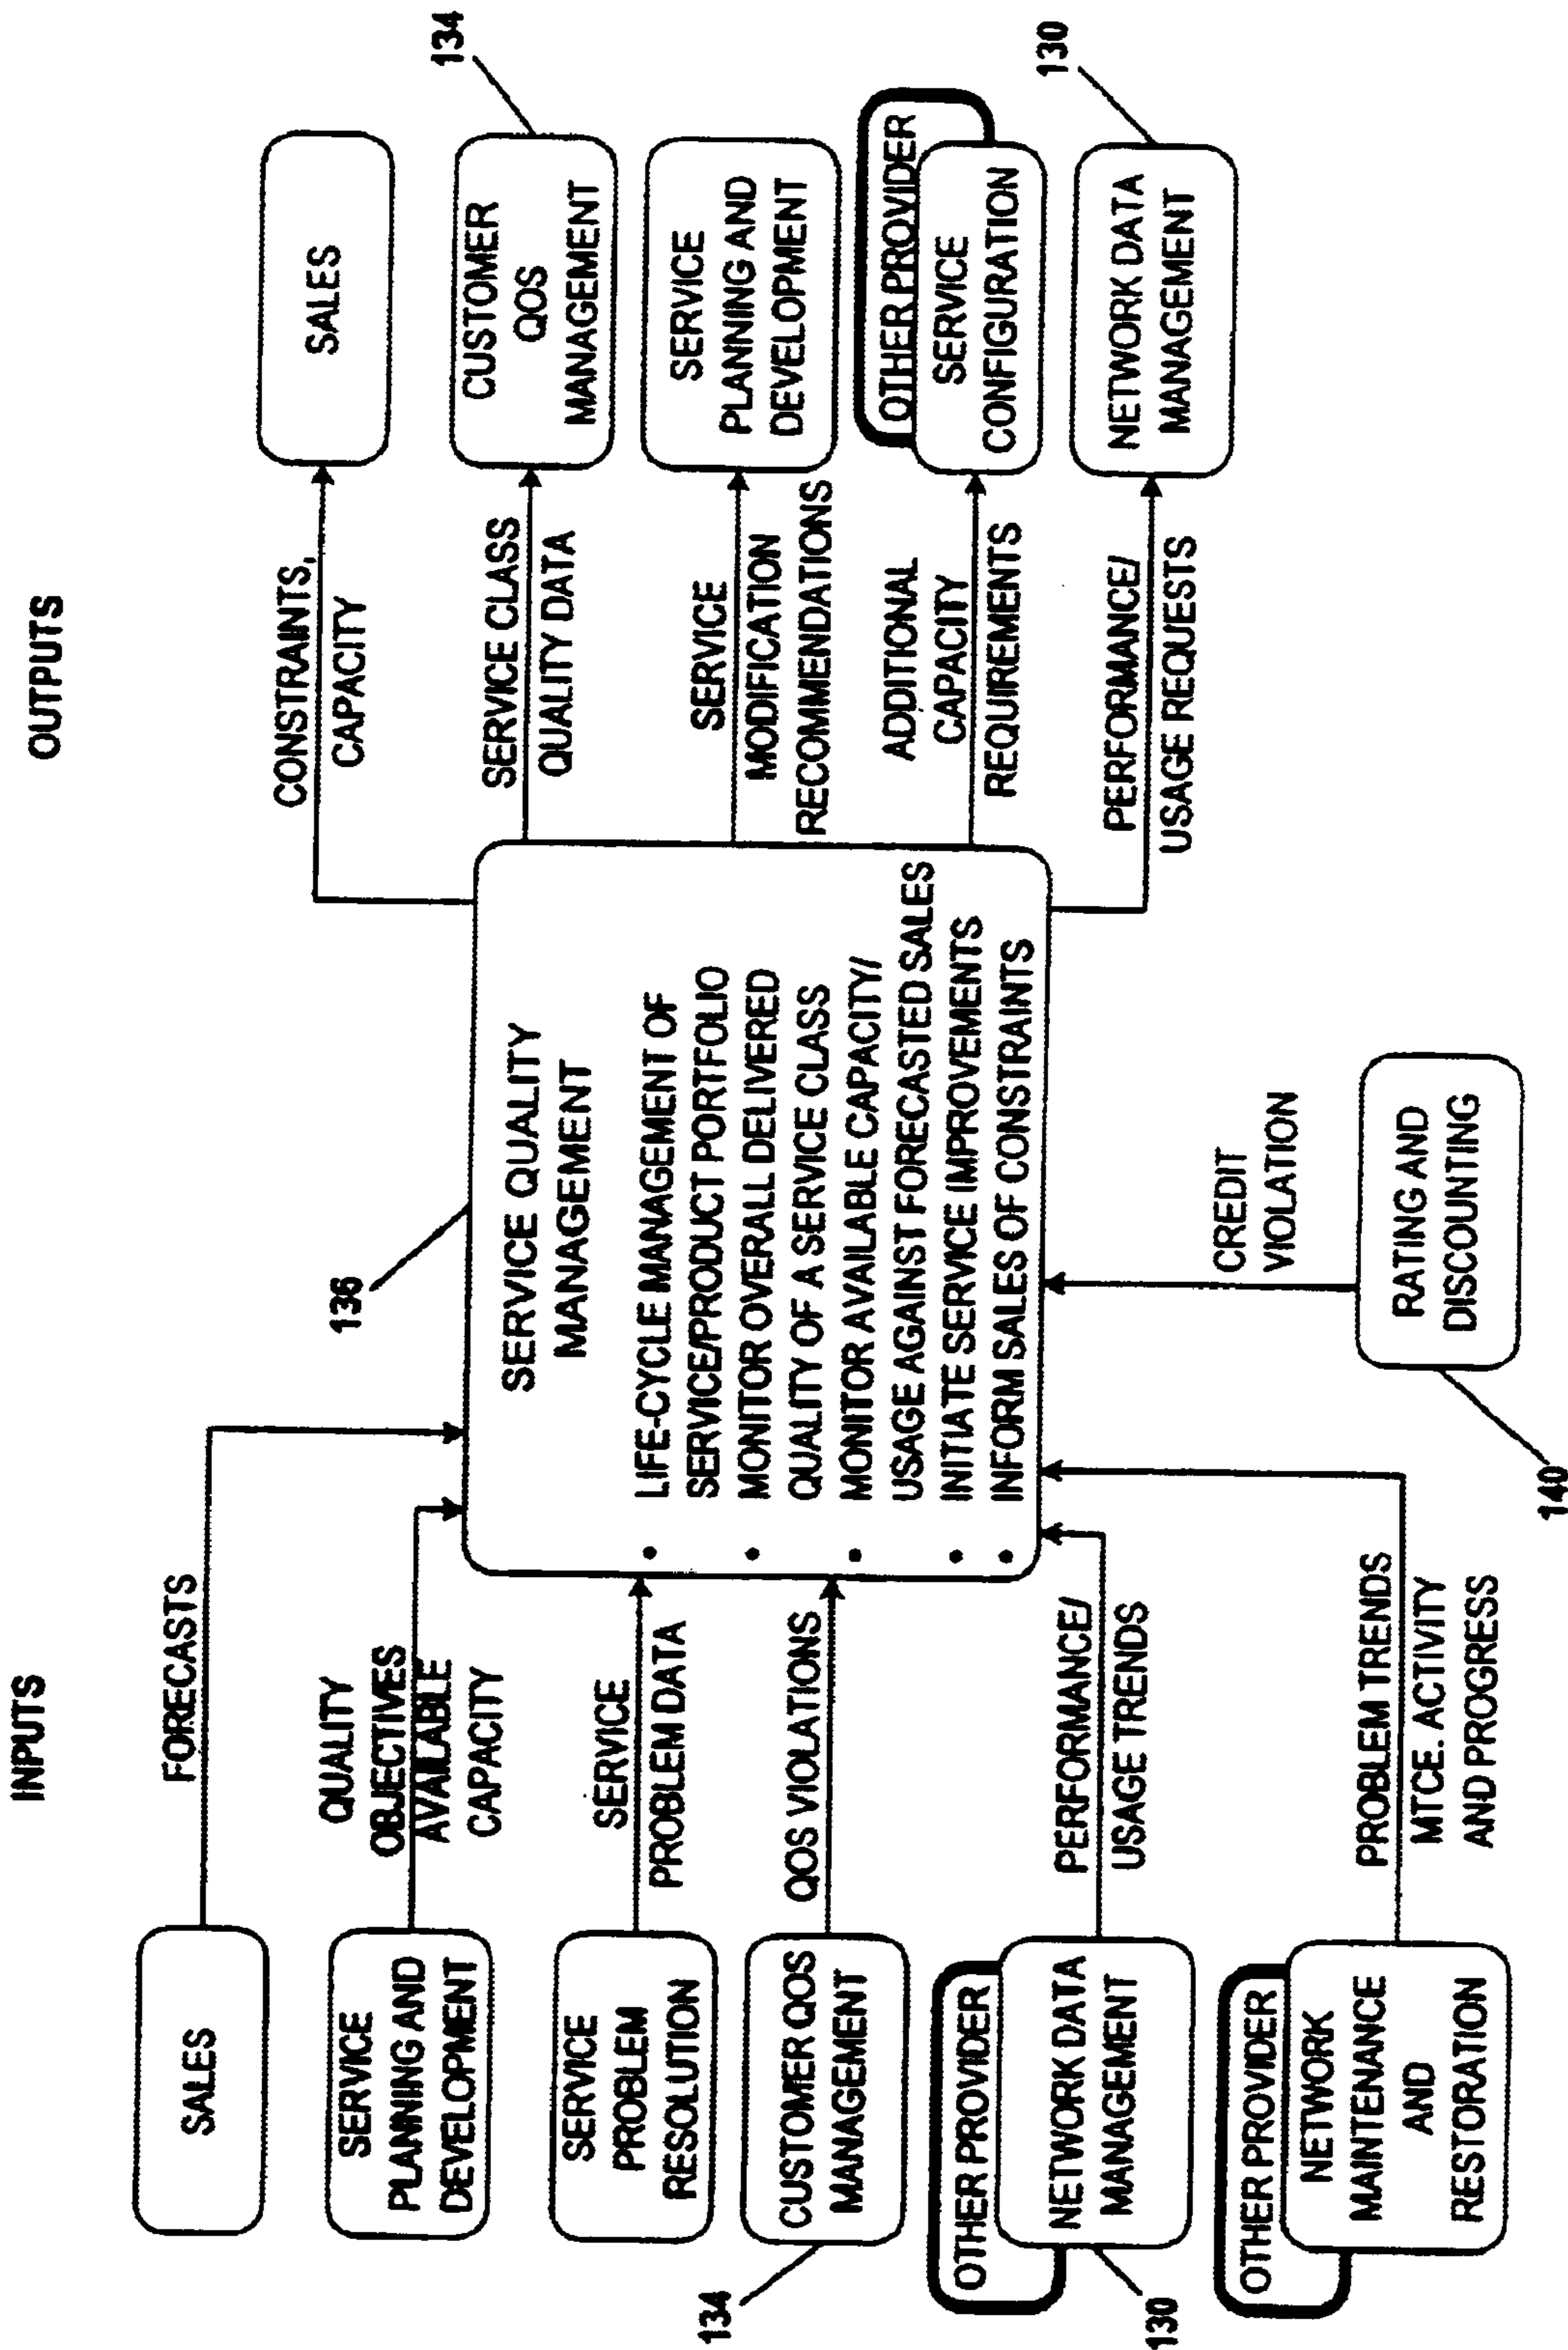 INPUTS
OUTPUTS
SALES
FORECASTS
SERVICE
PLANNING AND
DEVELOPMENT
QUALITY
OBJECTIVES
AVAILABLE
CAPACITY
SERVICE
PROBLEM
RESOLUTION
SERVICE
PROBLEM DATA
CUSTOMER QOS
MANAGEMENT
134
QOS VIOLATIONS
OTHER PROVIDER
NETWORK DATA
MANAGEMENT
130
PERFORMANCE/
USAGE TRENDS
OTHER PROVIDER
NETWORK
MAINTENANCE
AND
RESTORATION
PROBLEM TRENDS
MTCE. ACTIVITY
AND PROGRESS
136
SERVICE QUALITY
MANAGEMENT
• LIFE-CYCLE MANAGEMENT OF
SERVICE/PRODUCT PORTFOLIO
• MONITOR OVERALL DELIVERED
QUALITY OF A SERVICE CLASS
• MONITOR AVAILABLE CAPACITY/
USAGE AGAINST FORECASTED SALES
• INITIATE SERVICE IMPROVEMENTS
• INFORM SALES OF CONSTRAINTS
CREDIT
VIOLATION
RATING AND
DISCOUNTING
140
CONSTRAINTS,
CAPACITY
SALES
SERVICE CLASS
QUALITY DATA
CUSTOMER
QOS
MANAGEMENT
134
SERVICE
MODIFICATION
RECOMMENDATIONS
SERVICE
PLANNING AND
DEVELOPMENT
ADDITIONAL
CAPACITY
REQUIREMENTS
OTHER PROVIDER
SERVICE
CONFIGURATION
PERFORMANCE/
USAGE REQUESTS
NETWORK DATA
MANAGEMENT
130